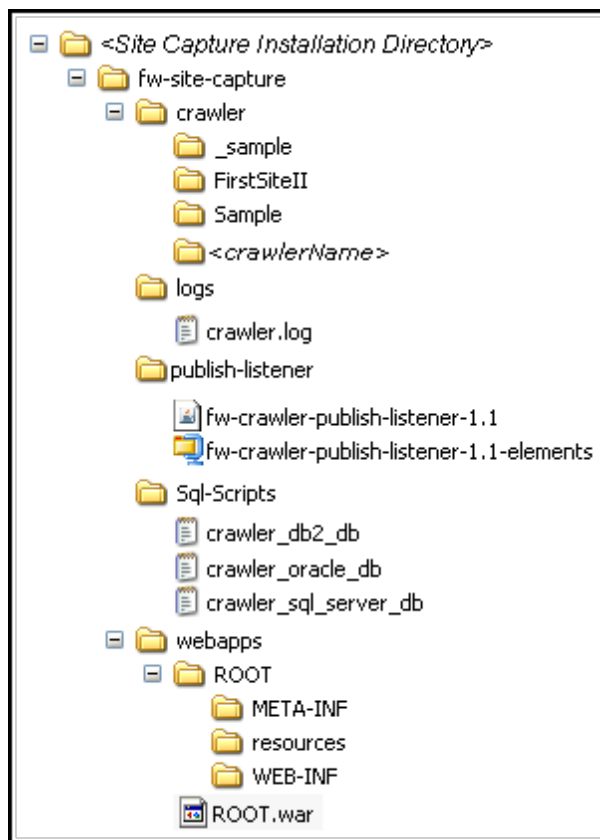 <Site Capture Installation Directory>
fw-site-capture
crawler
_sample
FirstSiteII
Sample
<crawlerName>
logs
crawler.log
publish-listener
fw-crawler-publish-listener-1.1
fw-crawler-publish-listener-1.1-elements
Sql-Scripts
crawler_db2_db
crawler_oracle_db
crawler_sql_server_db
webapps
ROOT
META-INF
resources
WEB-INF
ROOT.war